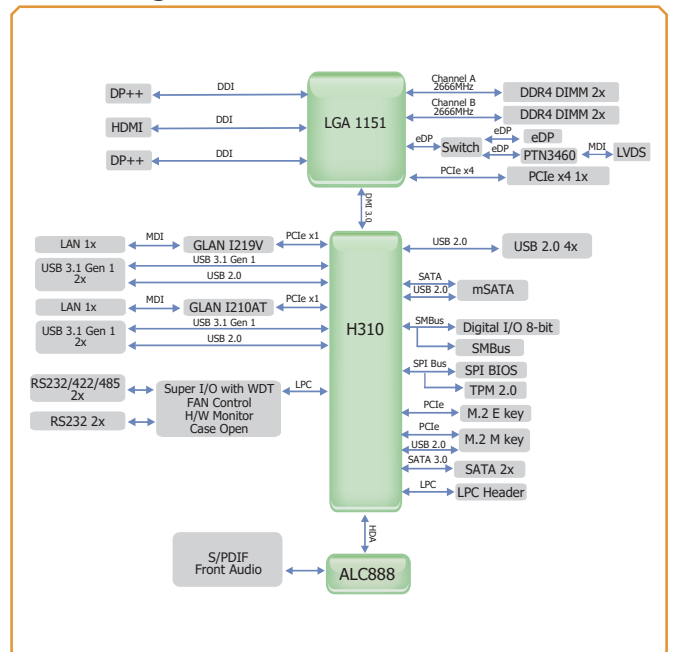 DP++
DDI
HDMI
DDI
DP++
DDI
LGA 1151
Channel A
2666MHz
DDR4 DIMM 2x
Channel B
2666MHz
DDR4 DIMM 2x
eDP
Switch
eDP
eDP
eDP
PTN3460
MDI
LVDS
PCIe x4
PCIe x4 1x
DMI 3.0
LAN 1x
MDI
GLAN I219V
PCIe x1
USB 3.1 Gen 1
2x
USB 3.1 Gen 1
USB 2.0
LAN 1x
MDI
GLAN I210AT
PCIe x1
USB 3.1 Gen 1
2x
USB 3.1 Gen 1
USB 2.0
RS232/422/485
2x
RS232 2x
Super I/O with WDT
FAN Control
H/W Monitor
Case Open
LPC
H310
USB 2.0
USB 2.0 4x
SATA
USB 2.0
mSATA
SMBus
Digital I/O 8-bit
SMBus
SPI Bus
SPI BIOS
TPM 2.0
PCIe
M.2 E key
PCIe
USB 2.0
M.2 M key
SATA 3.0
SATA 2x
LPC
LPC Header
HDA
S/PDIF
Front Audio
ALC888